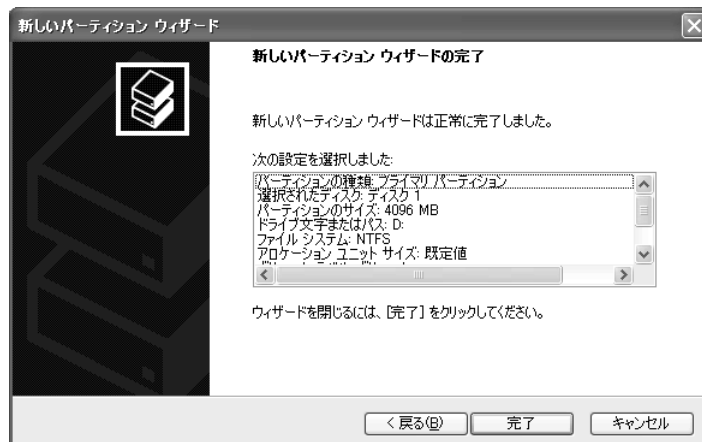 新しいパーティション ウィザード
新しいパーティション ウィザードの完了
新しいパーティション ウィザードは正常に完了しました。
次の設定を選択しました:
パーティションの種類: プライマリ パーティション
選択されたディスク: ディスク 1
パーティションのサイズ: 4096 MB
ドライブ文字またはパス: D:
ファイル システム: NTFS
アロケーション ユニット サイズ: 既定値
ウィザードを閉じるには、[完了] をクリックしてください。
< 戻る(B)
完了
キャンセル